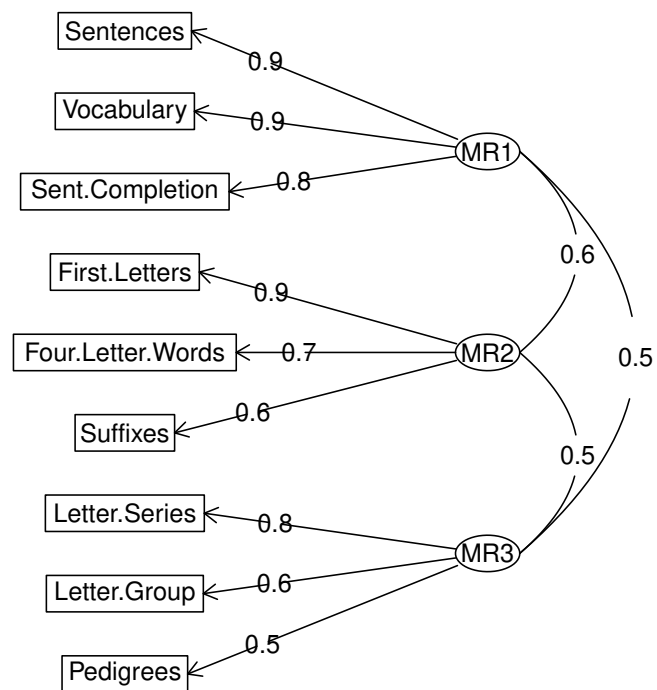 Sentences
0.9
Vocabulary
0.9
MR1
Sent.Completion
0.8
0.6
First.Letters
0.9
Four.Letter.Words
0.7
MR2
0.5
Suffixes
0.6
0.5
Letter.Series
0.8
MR3
Letter.Group
0.6
Pedigrees
0.5